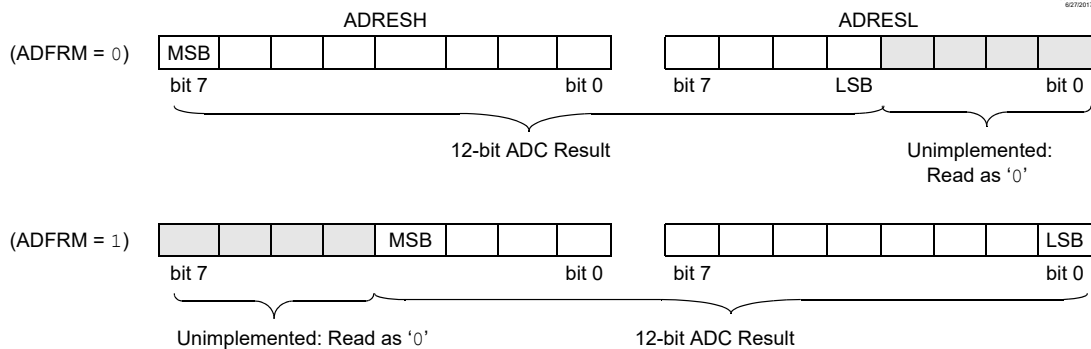 6/27/2017
ADRESH ADRESL
(ADFRM = 0) MSB
bit 7 bit 0 bit 7 LSB bit 0
12-bit ADC Result Unimplemented:
Read as ‘0’
(ADFRM = 1) MSB LSB
bit 7 bit 0 bit 7 bit 0
Unimplemented: Read as ‘0’ 12-bit ADC Result